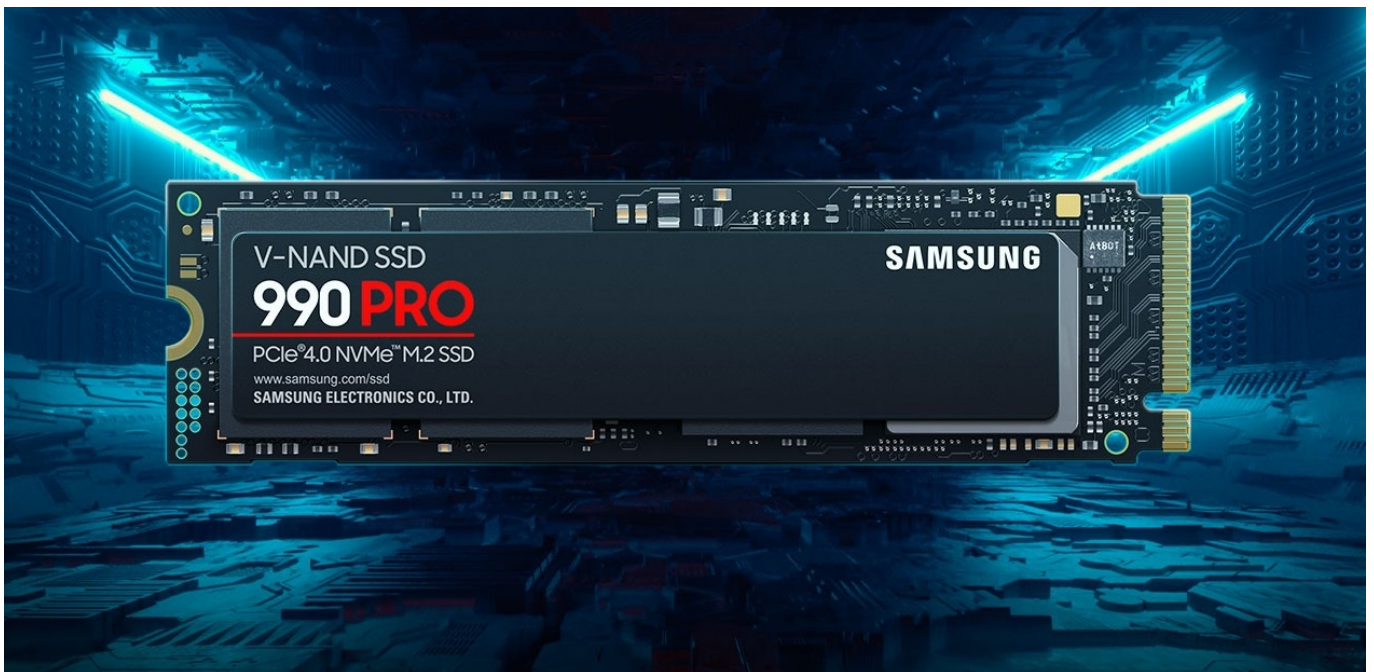 V-NAND SSD
990 PRO
PCIe®4.0 NVMe™ M.2 SSD
www.samsung.com/ssd
SAMSUNG ELECTRONICS CO., LTD.
SAMSUNG